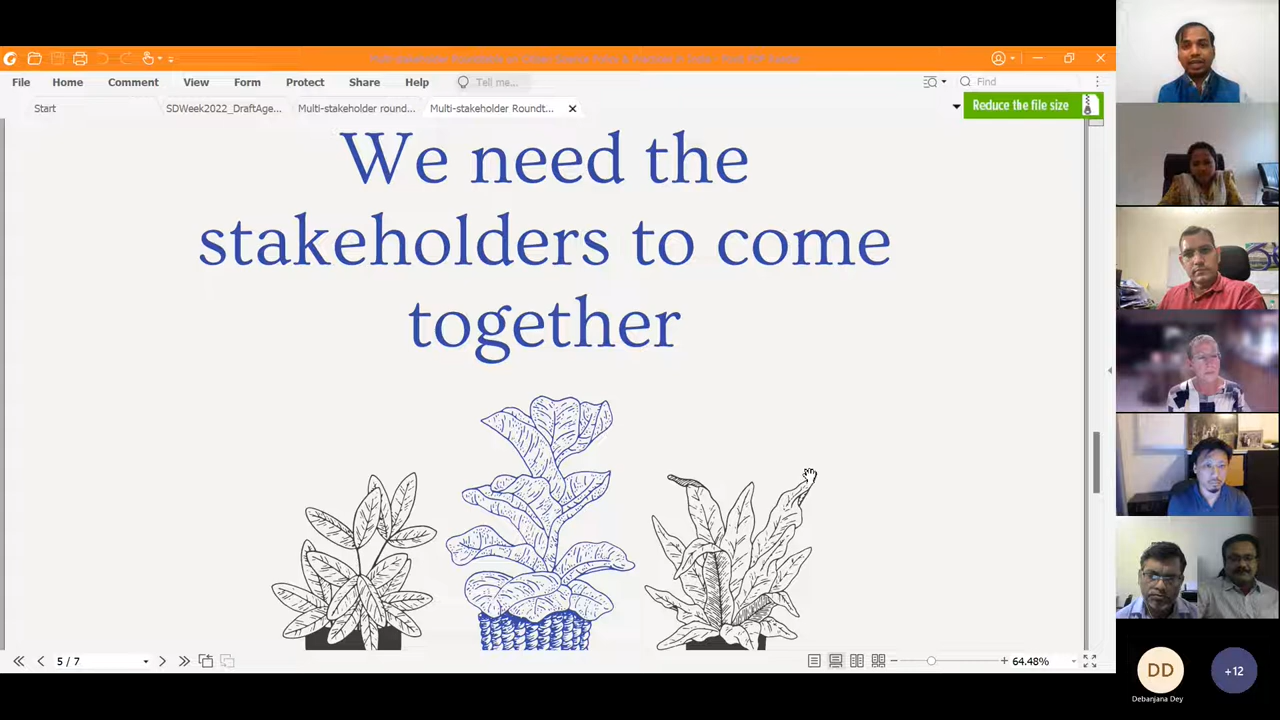 File Home Comment View Form Protect Share Help Tell me... Find
Start SDWeek2022_DraftAge... Multi-stakeholder round... Multi-stakeholder Roundt...
Reduce the file size
We need the
stakeholders to come
together
5 / 7
64.48%
DD
+12
Debanjana Dey